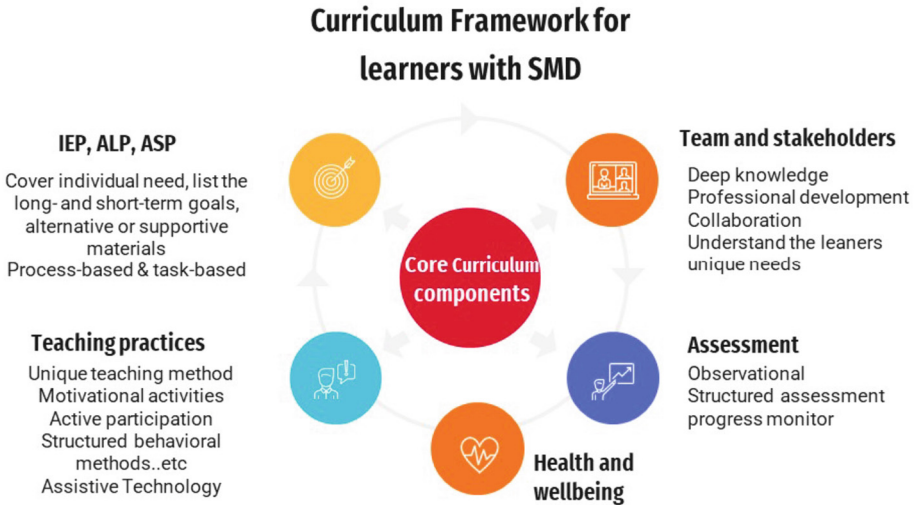 Curriculum Framework for
learners with SMD
IEP, ALP, ASP
Cover individual need, list the
long- and short-term goals,
alternative or supportive
materials
Process-based & task-based
Team and stakeholders
Deep knowledge
Professional development
Collaboration
Understand the leaners
unique needs
Core Curriculum
components
Teaching practices
Unique teaching method
Motivational activities
Active participation
Structured behavioral
methods..etc
Assistive Technology
Assessment
Observational
Structured assessment
progress monitor
Health and
wellbeing